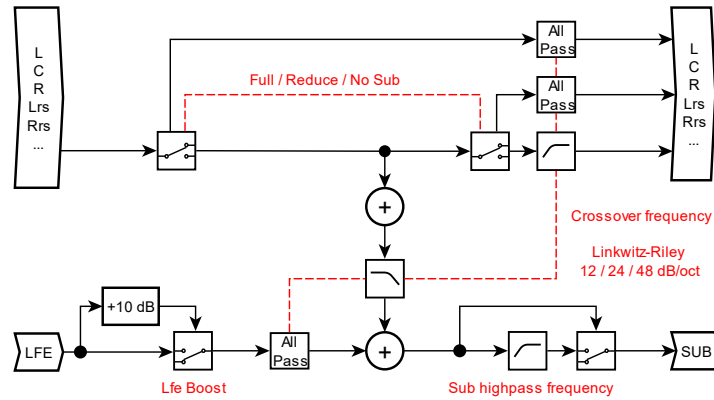 L
C
R
Lrs
Rrs
...
Full / Reduce / No Sub
All
Pass
All
Pass
L
C
R
Lrs
Rrs
...
+
Crossover frequency
Linkwitz-Riley
12 / 24 / 48 dB/oct
+10 dB
LFE
All
Pass
+
SUB
Lfe Boost
Sub highpass frequency